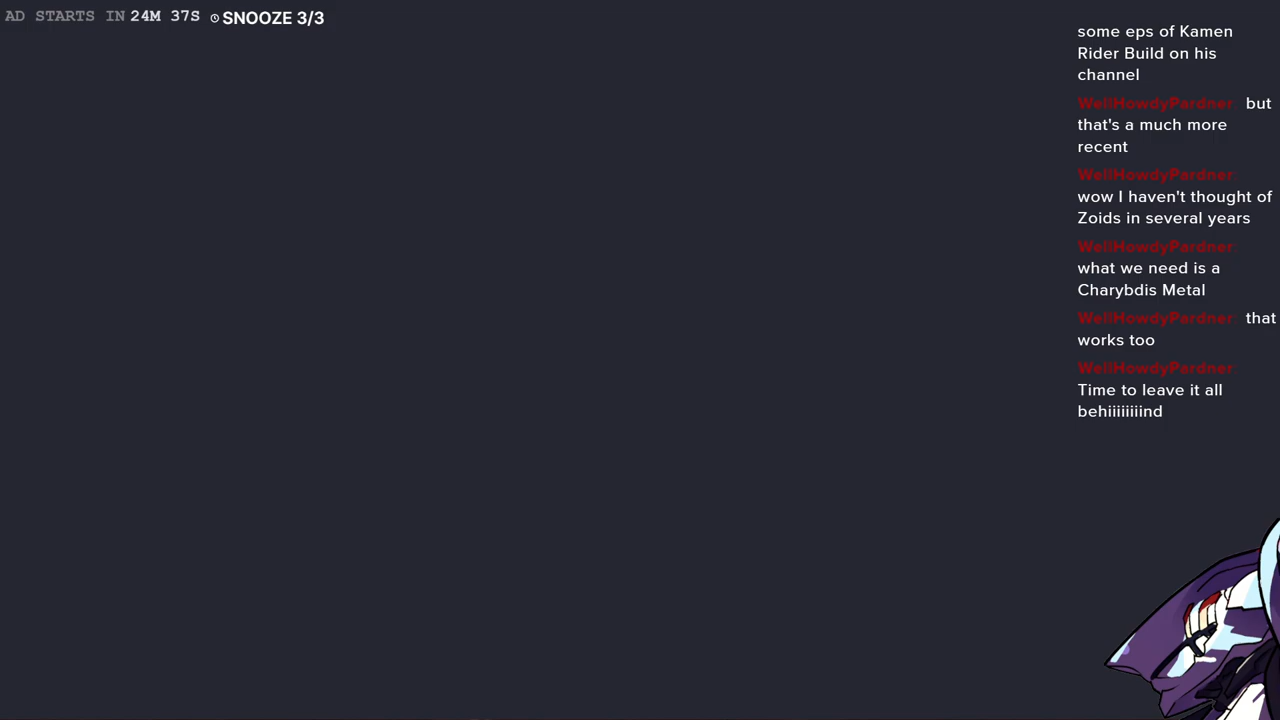 AD STARTS IN 24M 37S SNOOZE 3/3
some eps of Kamen
Rider Build on his
channel
WellHowdyPardner: but
that's a much more
recent
WellHowdyPardner:
wow I haven't thought of
Zoids in several years
WellHowdyPardner:
what we need is a
Charybdis Metal
WellHowdyPardner: that
works too
WellHowdyPardner:
Time to leave it all
behiiiiiiiind